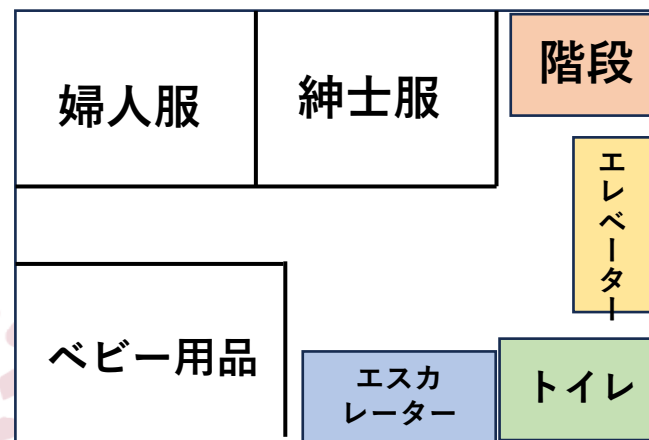 婦人服
紳士服
階段
エレベーター
ベビー用品
エスカ
レーター
トイレ